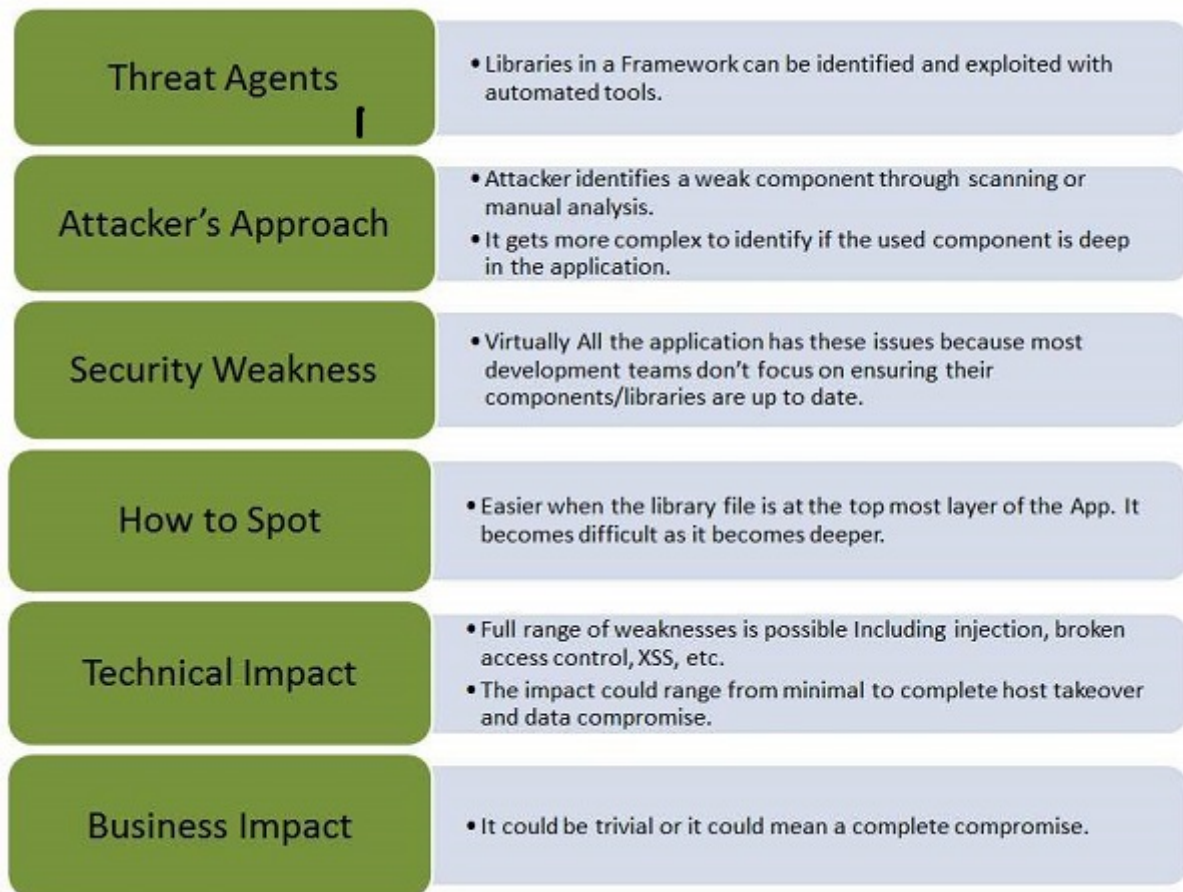 Threat Agents
• Libraries in a Framework can be identified and exploited with
automated tools.
Attacker's Approach
• Attacker identifies a weak component through scanning or
manual analysis.
• It gets more complex to identify if the used component is deep
in the application.
Security Weakness
• Virtually All the application has these issues because most
development teams don't focus on ensuring their
components/libraries are up to date.
How to Spot
• Easier when the library file is at the top most layer of the App. It
becomes difficult as it becomes deeper.
Technical Impact
• Full range of weaknesses is possible Including injection, broken
access control, XSS, etc.
• The impact could range from minimal to complete host takeover
and data compromise.
Business Impact
• It could be trivial or it could mean a complete compromise.